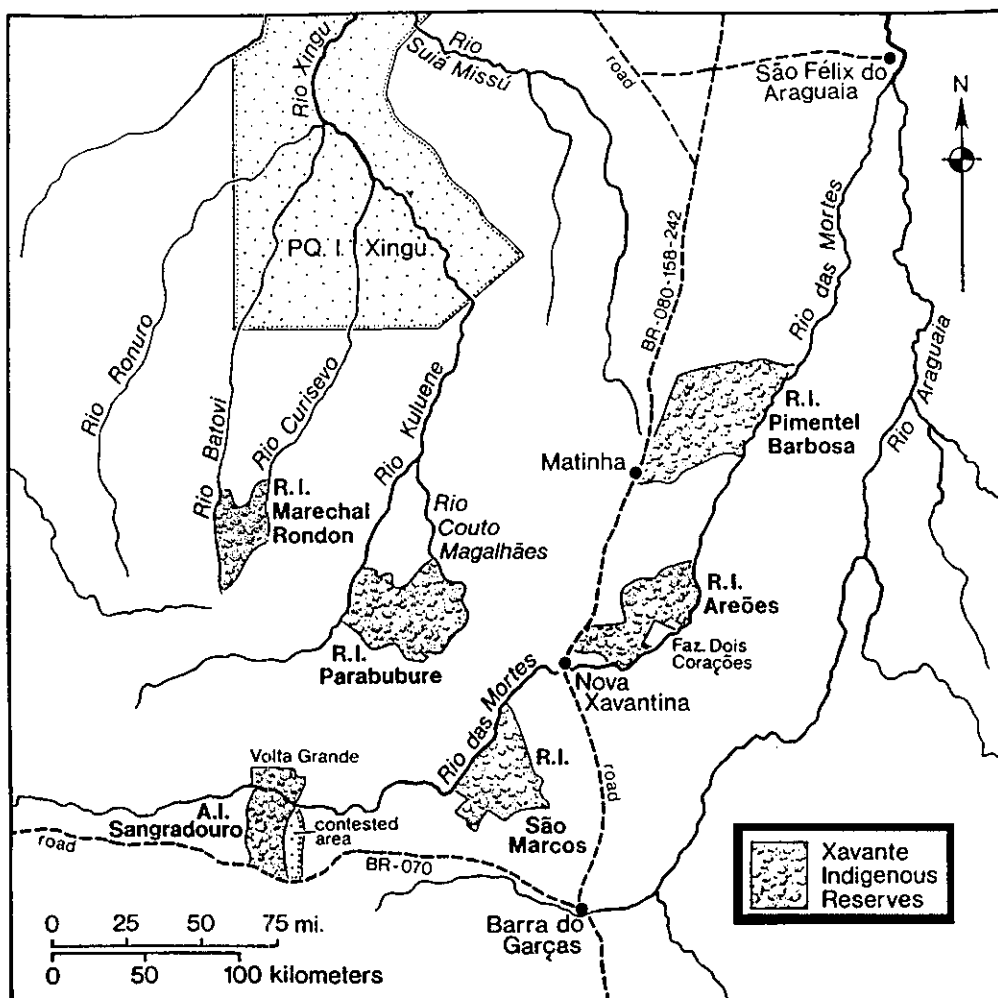 Rio Xingu
Rio
Suiá Missú
road
São Félix do
Araguaia
N
PQ. I. Xingu
BR-080-158-242
Rio das Mortes
Rio Ronuro
Rio Batovi
Rio Curisevo
Rio Kuluene
Rio Araguaia
R.I.
Pimentel
Barbosa
Matinha
R.I.
Marechal
Rondon
Rio
Couto
Magalhães
R.I.
Areões
R.I.
Parabubure
Faz. Dois
Corações
Nova
Xavantina
Rio das Mortes
Volta Grande
R.I.
São
Marcos
road
A.I.
Sangradouro
contested
area
road
BR-070
Xavante
Indigenous
Reserves
Barra do
Garças
0 25 50 75 mi.
0 50 100 kilometers